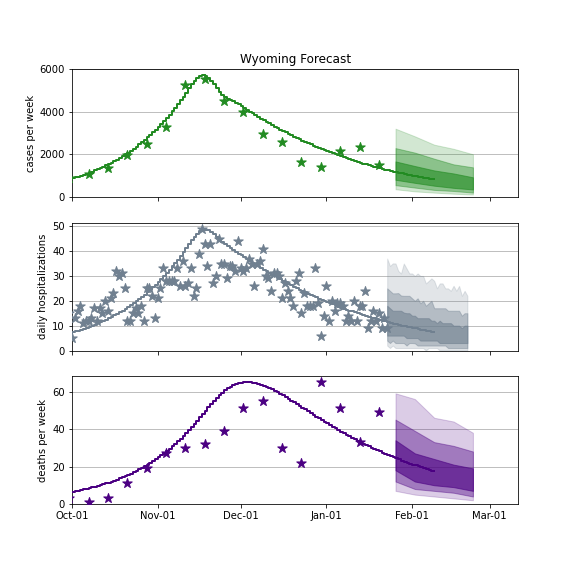 Wyoming Forecast
6000
4000
2000
0
cases per week
50
40
30
20
10
0
daily hospitalizations
60
40
20
0
deaths per week
Oct-01 Nov-01 Dec-01 Jan-01 Feb-01 Mar-01